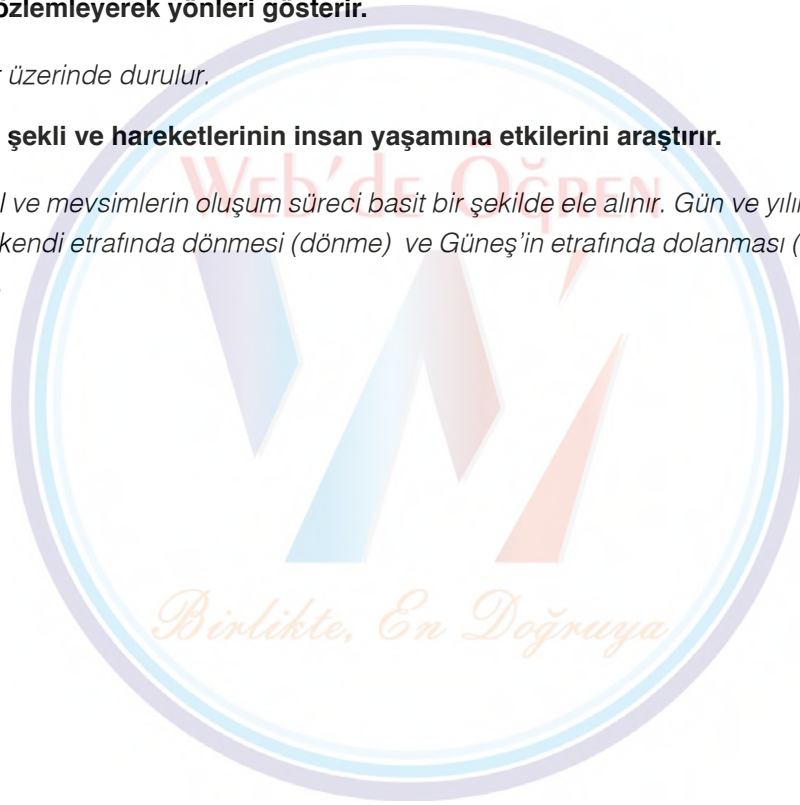 özlemleyerek yönleri gösterir.
üzerinde durulur.
şekli ve hareketlerinin insan yaşamına etkilerini araştırır.
Web'de Öğren
ve mevsimlerin oluşum süreci basit bir şekilde ele alınır. Gün ve yılın
kendi etrafında dönmesi (dönme) ve Güneş'in etrafında dolanması (
Birlikte, En Doğruya